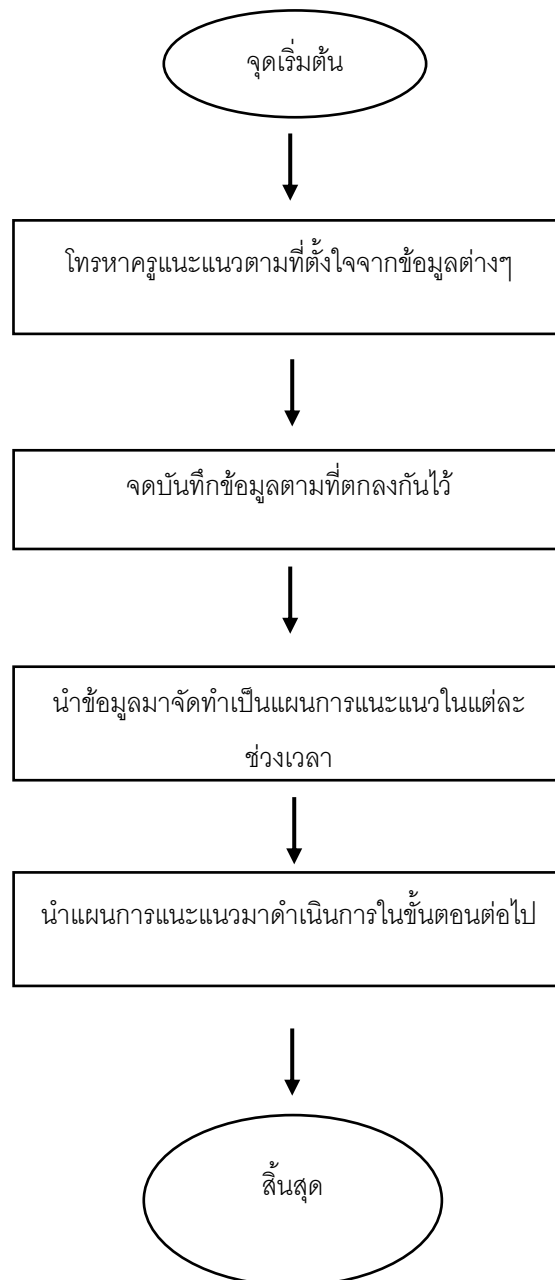 จุดเริ่มต้น
โทรหาครูแนะแนวตามที่ตั้งใจจากข้อมูลต่างๆ
จดบันทึกข้อมูลตามที่ตกลงกันไว้
นำข้อมูลมาจัดทำเป็นแผนการแนะแนวในแต่ละ
ช่วงเวลา
นำแผนการแนะแนวมาดำเนินการในขั้นตอนต่อไป
สิ้นสุด